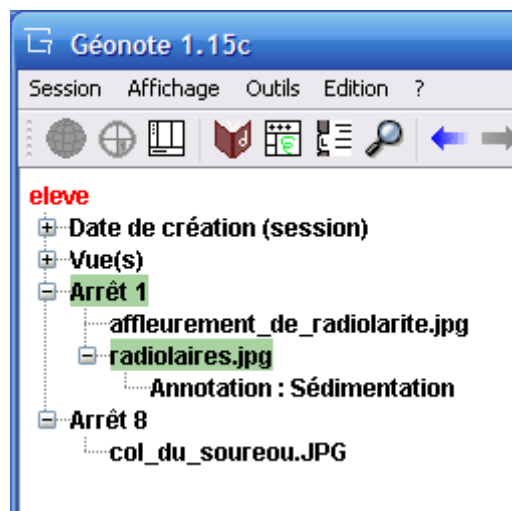 Géonote 1.15c
Session Affichage Outils Edition ?
eleve
Date de création (session)
Vue(s)
Arrêt 1
affleurement_de_radiolarite.jpg
radiolaires.jpg
Annotation : Sédimentation
Arrêt 8
col_du_soureou.JPG